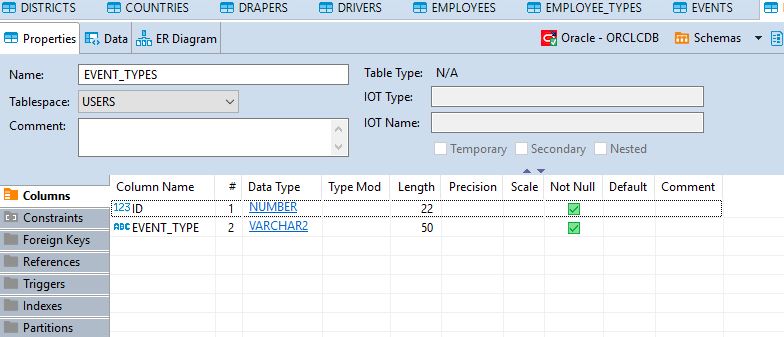 DISTRICTS COUNTRIES DRAPERS DRIVERS EMPLOYEES EMPLOYEE_TYPES EVENTS
Properties Data ER Diagram Oracle - ORCLCDB Schemas
Name: EVENT_TYPES Table Type: N/A
Tablespace: USERS IOT Type:
Comment: IOT Name:
Temporary Secondary Nested
Columns Column Name # Data Type Type Mod Length Precision Scale Not Null Default Comment
123 ID 1 NUMBER 22
ABC EVENT_TYPE 2 VARCHAR2 50
Constraints
Foreign Keys
References
Triggers
Indexes
Partitions